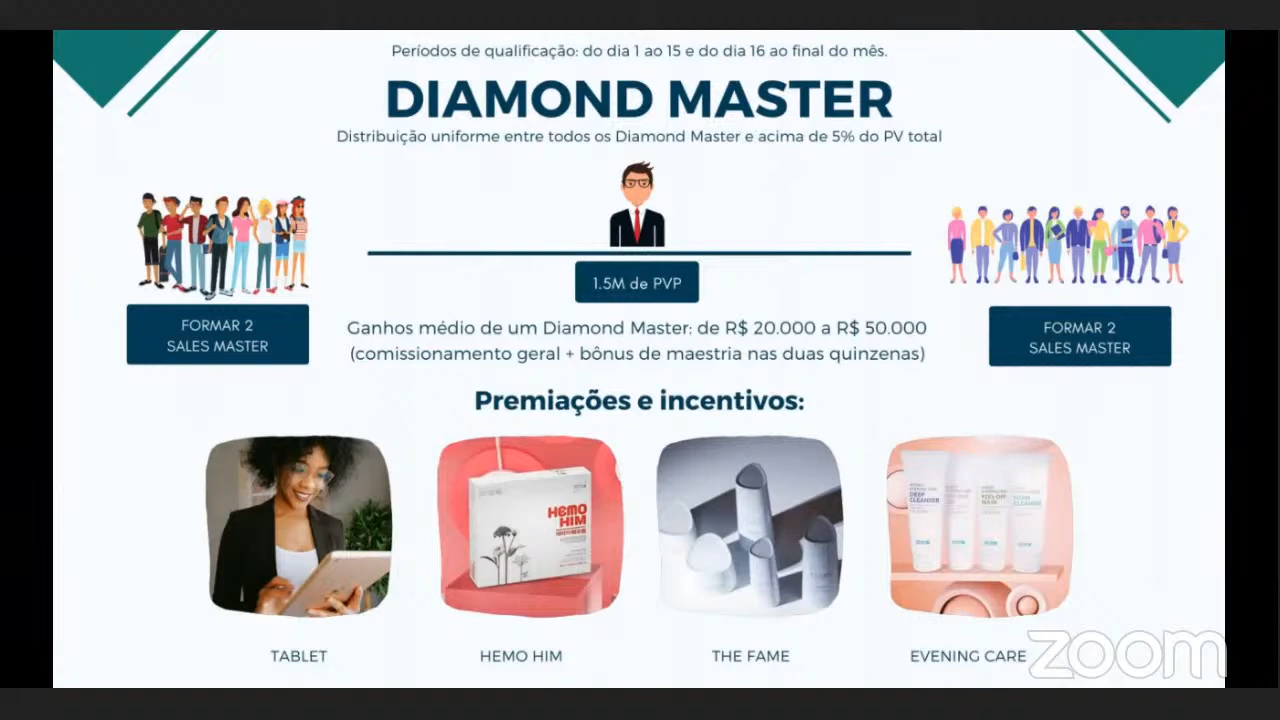 Períodos de qualificação: do dia 1 ao 15 e do dia 16 ao final do mês.
DIAMOND MASTER
Distribuição uniforme entre todos os Diamond Master e acima de 5% do PV total
1.5M de PVP
FORMAR 2
SALES MASTER
Ganhos médio de um Diamond Master: de R$ 20.000 a R$ 50.000
(comissionamento geral + bônus de maestria nas duas quinzenas)
FORMAR 2
SALES MASTER
Premiações e incentivos:
HEMO
HIM
DEEP
CLEANSER
PEEL-OFF
MASK
FOAM
CLEANSER
TABLET
HEMO HIM
THE FAME
EVENING CARE
zoom